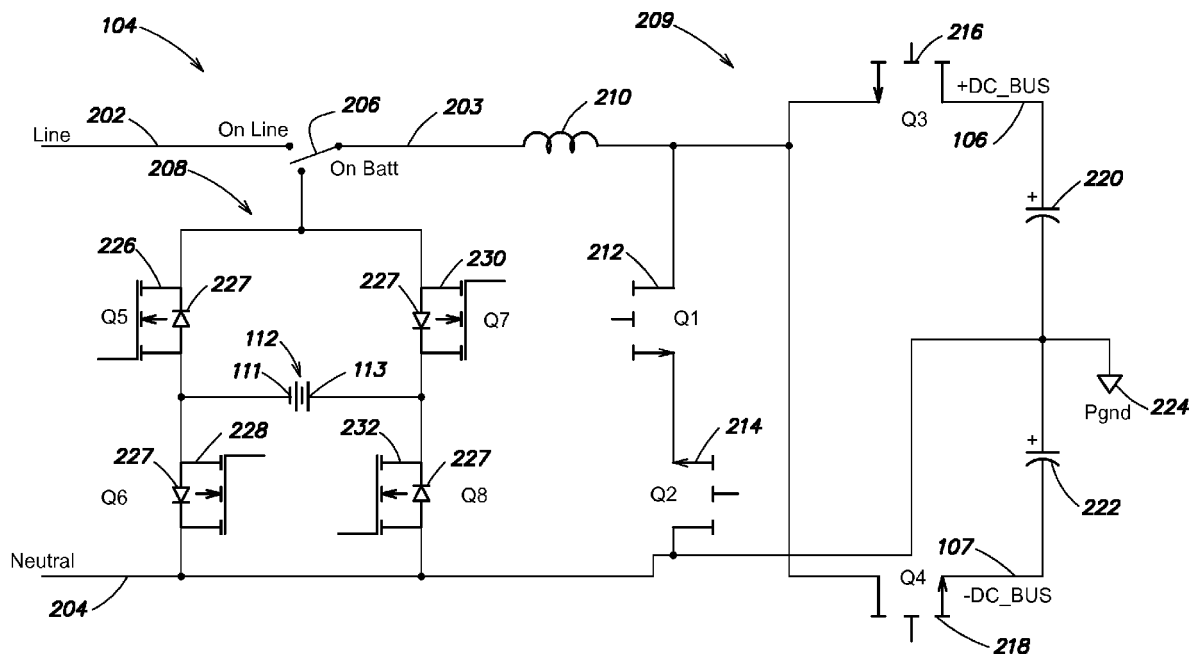 104
209
216
+DC_BUS
Q3
106
206
203
210
202
On Line
Line
On Batt
208
220
+
226
227
230
212
227
Q5
Q7
Q1
112
111
113
Pgnd
224
228
232
214
227
227
+
Q6
Q8
Q2
222
Neutral
107
Q4
-DC_BUS
204
218